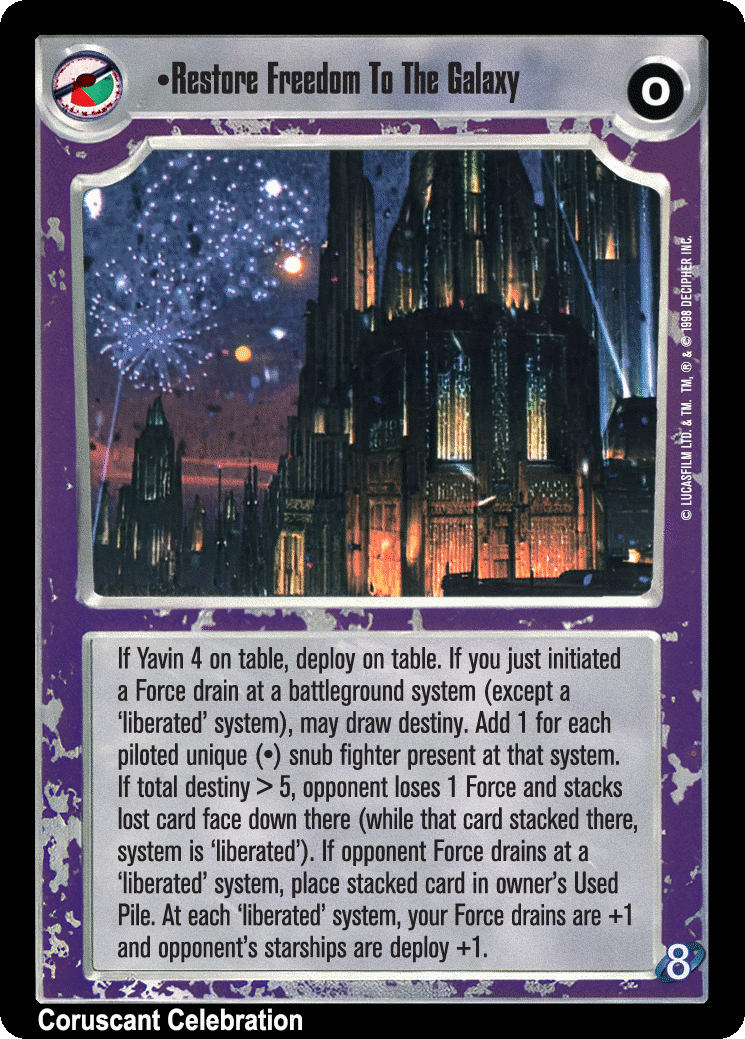 •Restore Freedom To The Galaxy
O
© LUCASFILM LTD. & TM. TM, ® & © 1998 DECIPHER INC.
If Yavin 4 on table, deploy on table. If you just initiated
a Force drain at a battleground system (except a
‘liberated’ system), may draw destiny. Add 1 for each
piloted unique (•) snub fighter present at that system.
If total destiny > 5, opponent loses 1 Force and stacks
lost card face down there (while that card stacked there,
system is ‘liberated’). If opponent Force drains at a
‘liberated’ system, place stacked card in owner’s Used
Pile. At each ‘liberated’ system, your Force drains are +1
and opponent’s starships are deploy +1.
8
Coruscant Celebration